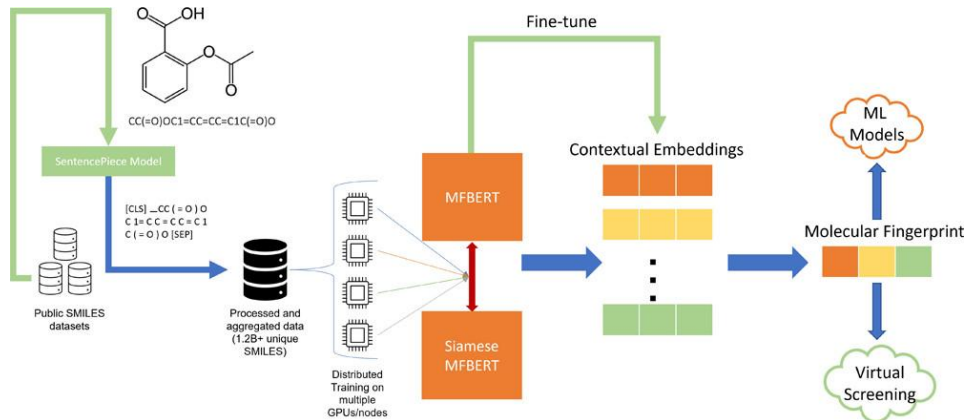 Fine-tune
OH
O
O
O
CC(=O)OC1=CC=CC=C1C(=O)O
SentencePiece Model
[CLS] _CC ( = O ) O
C 1= C C = C C = C 1
C ( = O ) O [SEP]
Public SMILES
datasets
Processed and
aggregated data
(1.2B+ unique
SMILES)
Distributed
Training on
multiple
GPUs/nodes
MFBERT
Siamese
MFBERT
Contextual Embeddings
ML
Models
Molecular Fingerprint
Virtual
Screening